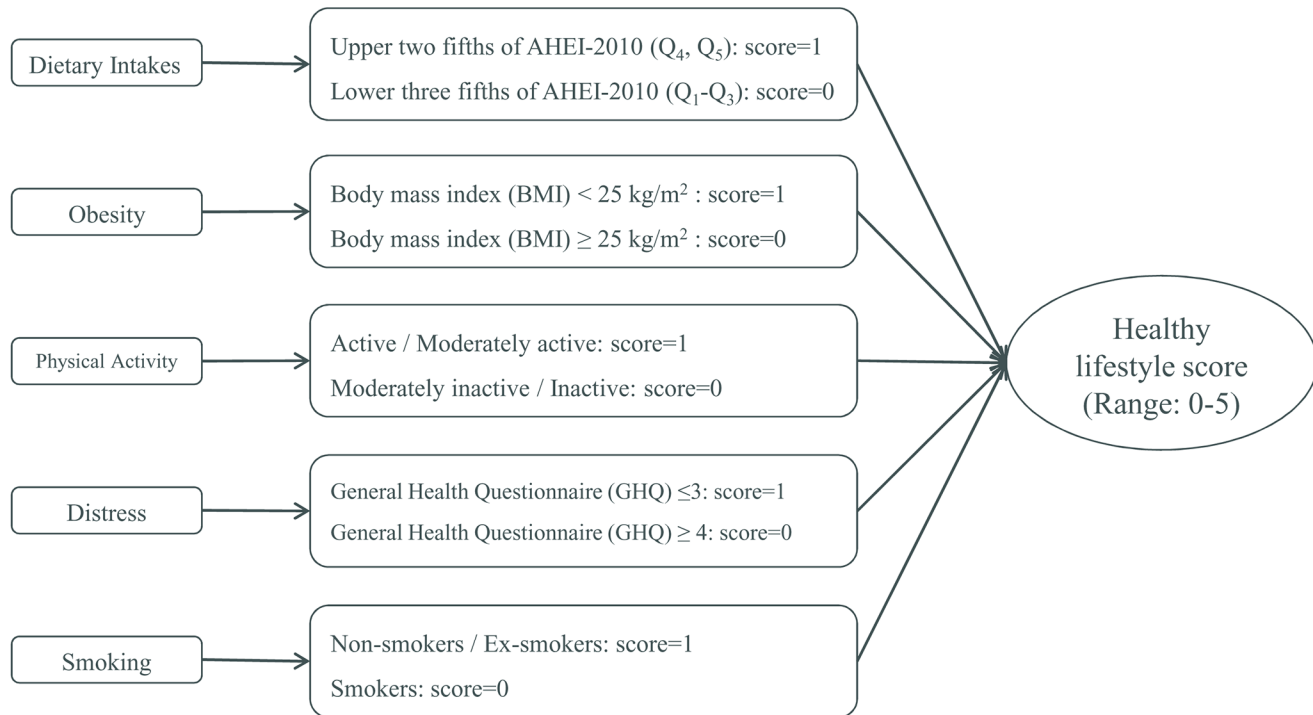 Dietary Intakes
Upper two fifths of AHEI-2010 (Q₄, Q₅): score=1
Lower three fifths of AHEI-2010 (Q₁-Q₃): score=0
Obesity
Body mass index (BMI) < 25 kg/m² : score=1
Body mass index (BMI) ≥ 25 kg/m² : score=0
Physical Activity
Active / Moderately active: score=1
Moderately inactive / Inactive: score=0
Distress
General Health Questionnaire (GHQ) ≤3: score=1
General Health Questionnaire (GHQ) ≥ 4: score=0
Smoking
Non-smokers / Ex-smokers: score=1
Smokers: score=0
Healthy
lifestyle score
(Range: 0-5)